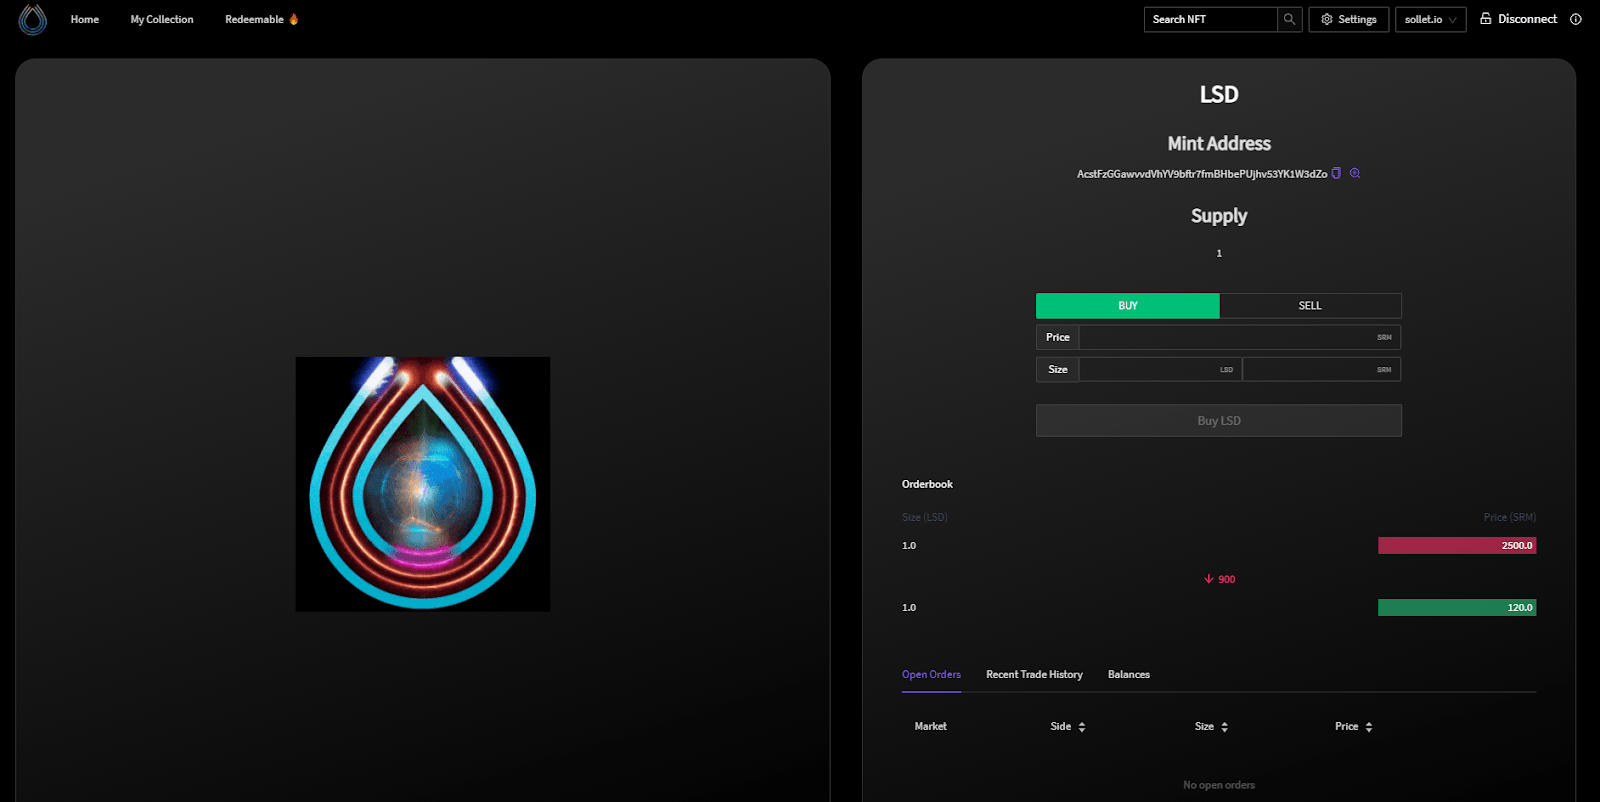 Home My Collection Redeemable Search NFT Settings sollet.io Disconnect
LSD
Mint Address
AcstFzGGawvvdVhYV9bftr7fmBHbePUjhv53YK1W3dZo
Supply
1
BUY SELL
Price SRM
Size LSD SRM
Buy LSD
Orderbook
Size (LSD) Price (SRM)
1.0 2500.0
↓ 900
1.0 120.0
Open Orders Recent Trade History Balances
Market Side Size Price
No open orders